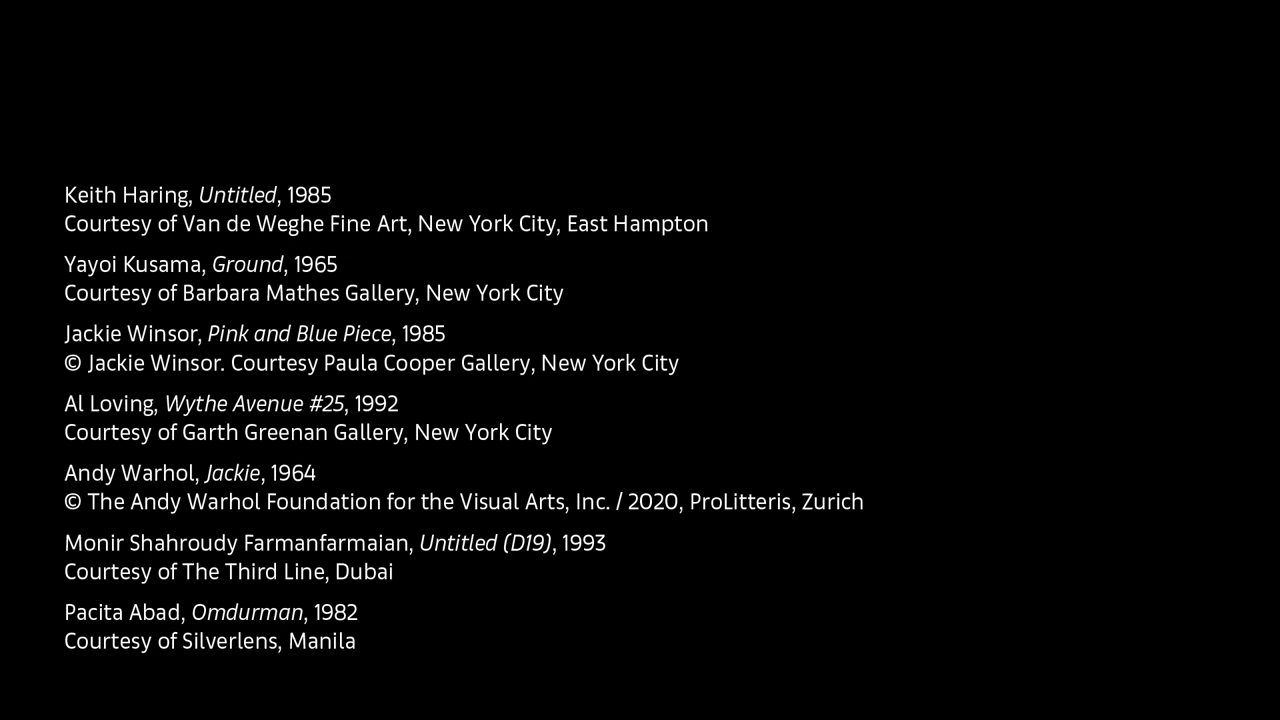 Keith Haring, Untitled, 1985
Courtesy of Van de Weghe Fine Art, New York City, East Hampton
Yayoi Kusama, Ground, 1965
Courtesy of Barbara Mathes Gallery, New York City
Jackie Winsor, Pink and Blue Piece, 1985
© Jackie Winsor. Courtesy Paula Cooper Gallery, New York City
Al Loving, Wythe Avenue #25, 1992
Courtesy of Garth Greenan Gallery, New York City
Andy Warhol, Jackie, 1964
© The Andy Warhol Foundation for the Visual Arts, Inc. / 2020, ProLitteris, Zurich
Monir Shahroudy Farmanfarmaian, Untitled (D19), 1993
Courtesy of The Third Line, Dubai
Pacita Abad, Omdurman, 1982
Courtesy of Silverlens, Manila